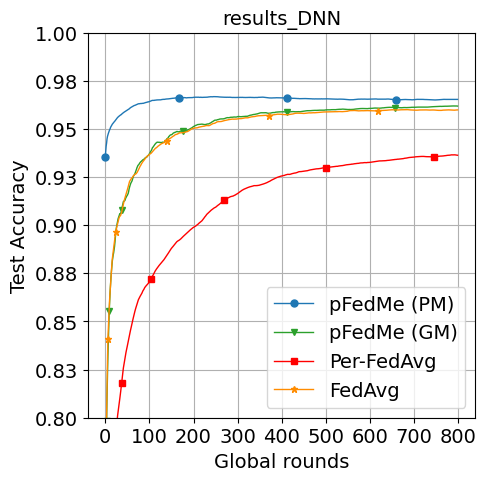 results_DNN
1.00
0.98
0.95
0.93
0.90
0.88
0.85
0.83
0.80
Test Accuracy
pFedMe (PM)
pFedMe (GM)
Per-FedAvg
FedAvg
0 100 200 300 400 500 600 700 800
Global rounds